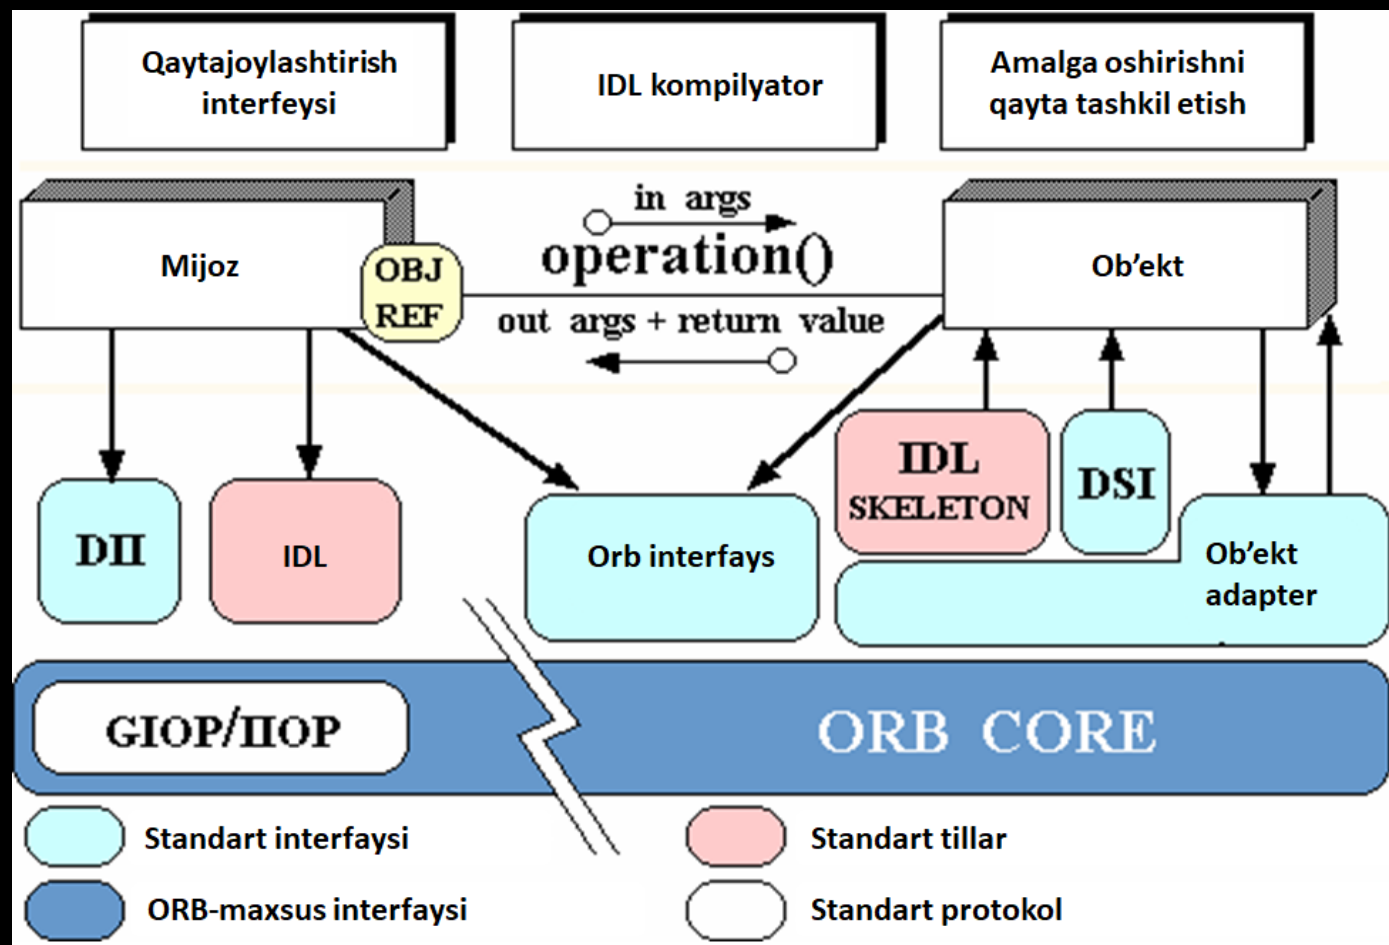 Qaytajoylashtirish
interfeysi
IDL kompilyator
Amalga oshirishni
qayta tashkil etish
Mijoz
OBJ
REF
in args
operation()
out args + return value
Ob'ekt
DII
IDL
Orb interfays
IDL
SKELETON
DSI
Ob'ekt
adapter
GIOP/IIOP
ORB CORE
Standart interfaysi
Standart tillar
ORB-maxsus interfaysi
Standart protokol